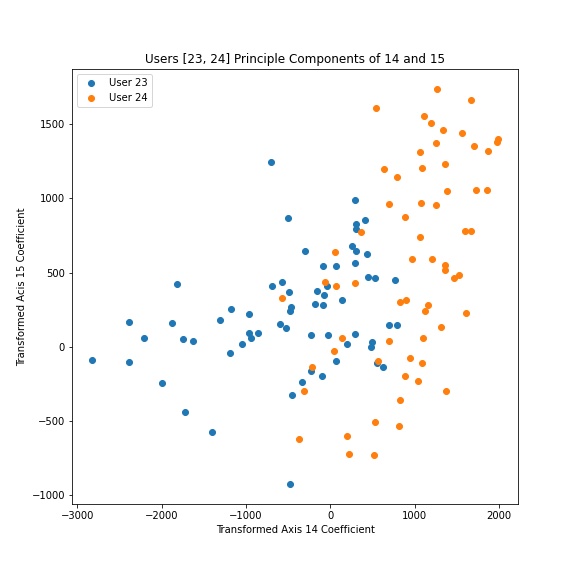 Users [23, 24] Principle Components of 14 and 15
User 23
User 24
1500
1000
500
0
−500
−1000
Transformed Acis 15 Coefficient
−3000 −2000 −1000 0 1000 2000
Transformed Axis 14 Coefficient